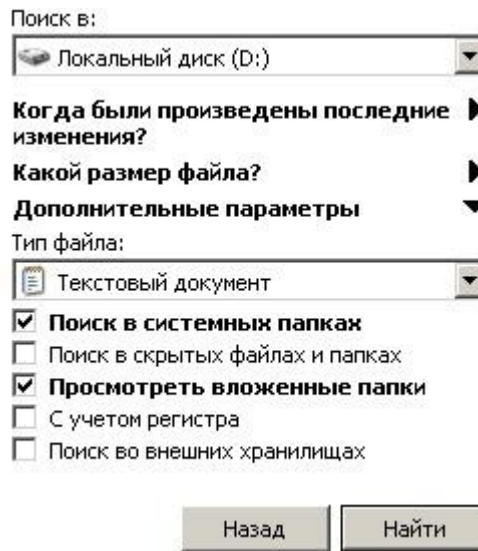 Поиск в:
Локальный диск (D:)
Когда были произведены последние
изменения?
Какой размер файла?
Дополнительные параметры
Тип файла:
Текстовый документ
Поиск в системных папках
Поиск в скрытых файлах и папках
Просмотреть вложенные папки
С учетом регистра
Поиск во внешних хранилищах
Назад Найти